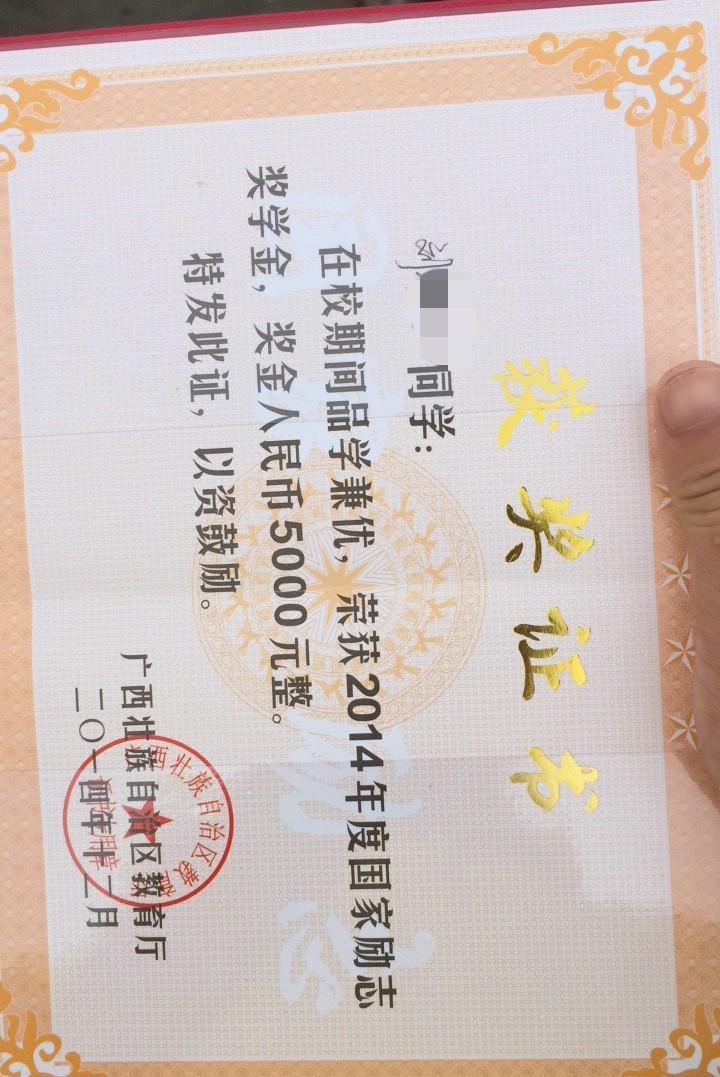 获奖证书
刘 同学:
在校期间品学兼优,荣获2014年度国家励志
奖学金,奖金人民币5000元整。
特发此证,以资鼓励。
广西壮族自治区教育厅
二〇一四年十二月